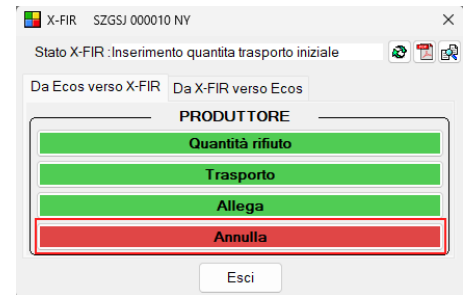 X-FIR SZGSJ 000010 NY
Stato X-FIR :Inserimento quantita trasporto iniziale
Da Ecos verso X-FIR Da X-FIR verso Ecos
PRODUTTORE
Quantità rifiuto
Trasporto
Allega
Annulla
Esci